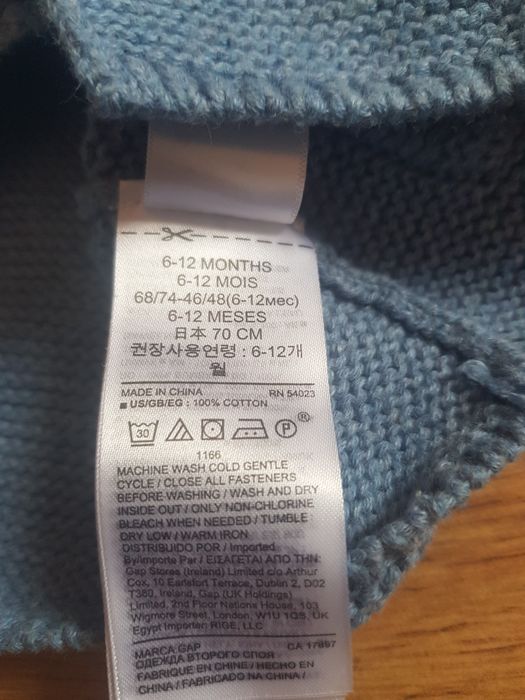 6-12 MONTHS
6-12 MOIS
68/74-46/48(6-12мес)
6-12 MESES
日本 70 CM
권장사용연령 : 6-12개
월
MADE IN CHINA RN 54023
■ US/GB/EG : 100% COTTON
30 P ®
1166
MACHINE WASH COLD GENTLE
CYCLE / CLOSE ALL FASTENERS
BEFORE WASHING / WASH AND DRY
INSIDE OUT / ONLY NON-CHLORINE
BLEACH WHEN NEEDED / TUMBLE
DRY LOW / WARM IRON
DISTRIBUIDO POR / Imported
By/Importe Par / ΕΙΣΑΓΕΤΑΙ ΑΠΟ ΤΗΝ:
Gap Stores (Ireland) Limited c/o Arthur
Cox, 10 Earlsfort Terrace, Dublin 2, D02
T380, Ireland, Gap (UK Holdings)
Limited, 2nd Floor Nations House, 103
Wigmore Street, London, W1U 1QS, UK
Egypt Importer: RIGE, LLC
MARCA GAP CA 17897
ОДЕЖДА ВТОРОГО СЛОЯ
FABRIQUE EN CHINE / HECHO EN
CHINA / FABRICADO NA CHINA /